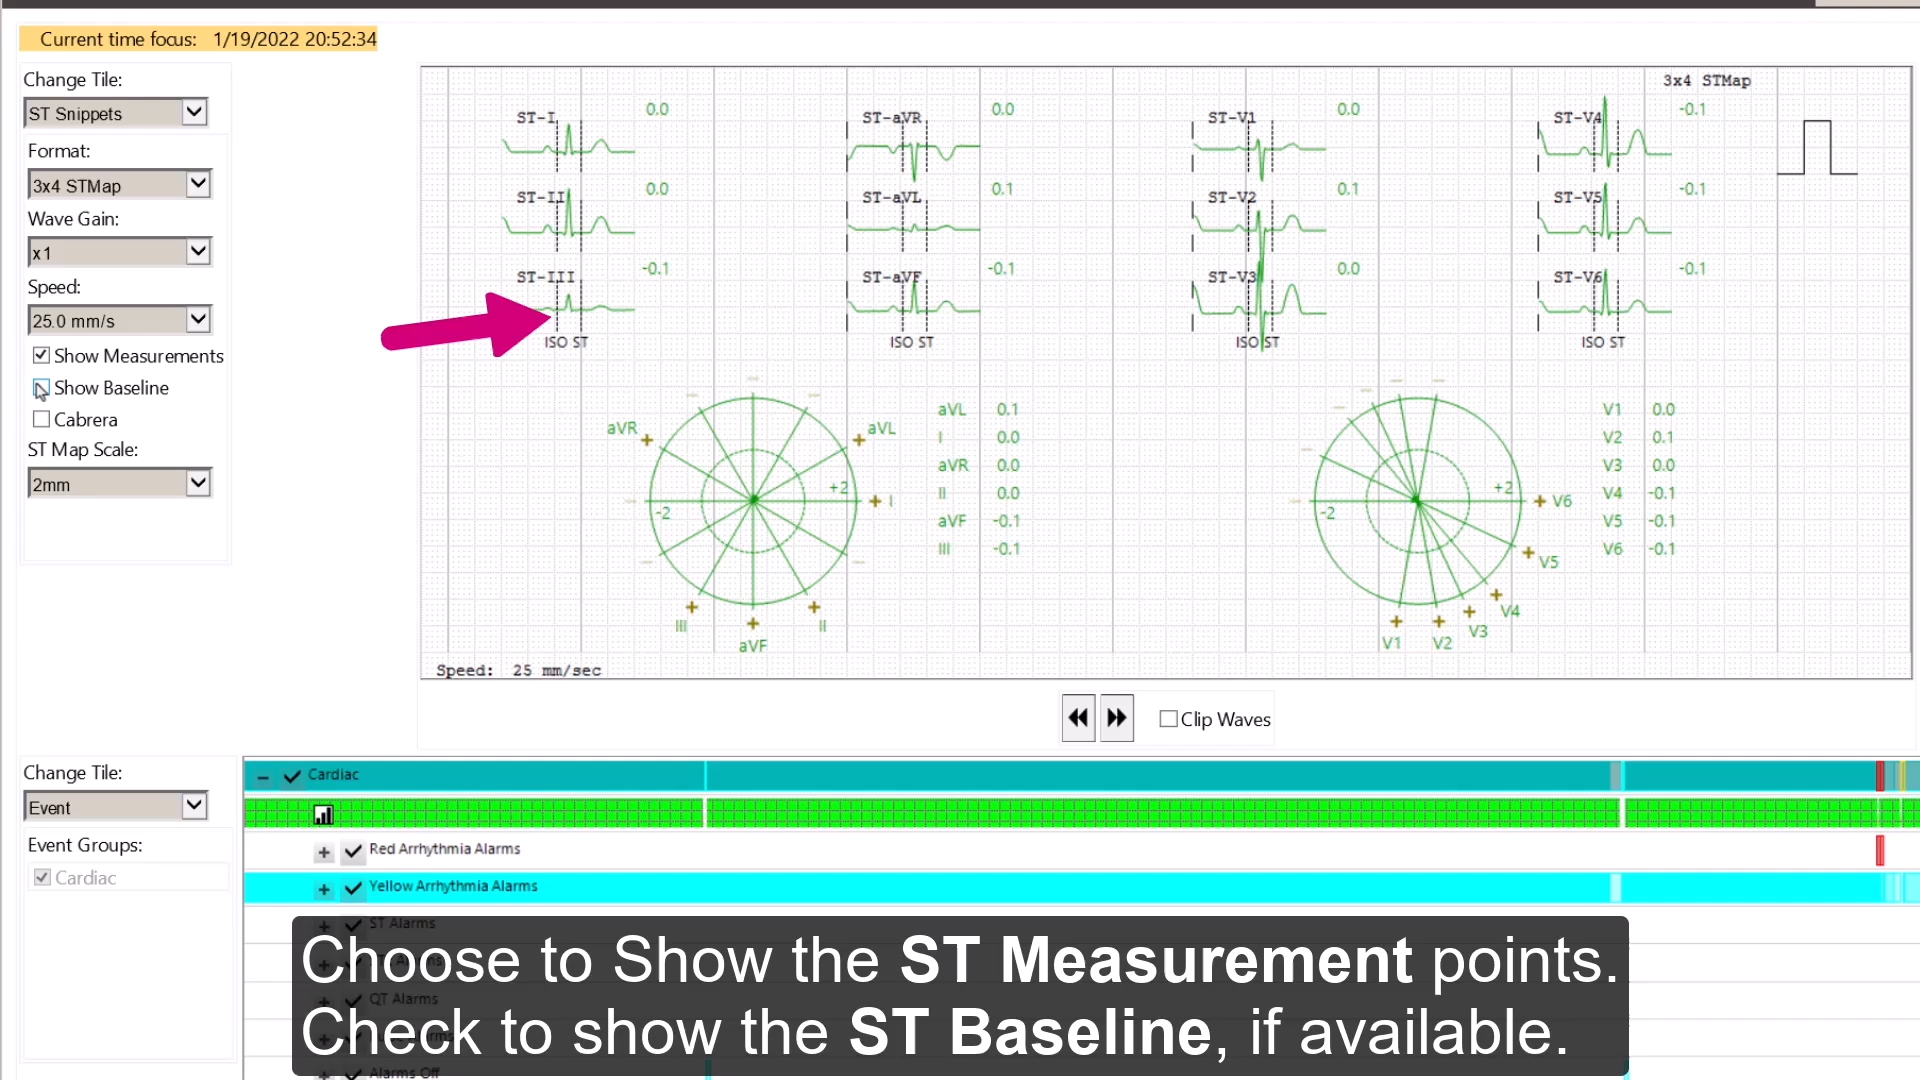 Current time focus: 1/19/2022 20:52:34
Change Tile:
ST Snippets
Format:
3x4 STMap
Wave Gain:
x1
Speed:
25.0 mm/s
Show Measurements
Show Baseline
Cabrera
ST Map Scale:
2mm
3x4 STMap
ST-I 0.0
ST-aVR 0.0
ST-V1 0.0
ST-V4 -0.1
ST-II 0.0
ST-aVL 0.1
ST-V2 0.1
ST-V5 -0.1
ST-III -0.1
ST-aVF -0.1
ST-V3 0.0
ST-V6 -0.1
ISO ST
ISO ST
ISO ST
ISO ST
aVR
aVL
+2
I
-2
III
aVF
II
aVL 0.1
I 0.0
aVR 0.0
II 0.0
aVF -0.1
III -0.1
+2
V6
-2
V5
V4
V3
V2
V1
V1 0.0
V2 0.1
V3 0.0
V4 -0.1
V5 -0.1
V6 -0.1
Speed: 25 mm/sec
Clip Waves
Change Tile:
Event
Event Groups:
Cardiac
Cardiac
Red Arrhythmia Alarms
Yellow Arrhythmia Alarms
ST Alarms
QT Alarms
Alarms Off
Choose to Show the ST Measurement points.
Check to show the ST Baseline, if available.